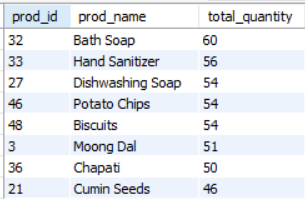 prod_id prod_name total_quantity
32 Bath Soap 60
33 Hand Sanitizer 56
27 Dishwashing Soap 54
46 Potato Chips 54
48 Biscuits 54
3 Moong Dal 51
36 Chapati 50
21 Cumin Seeds 46